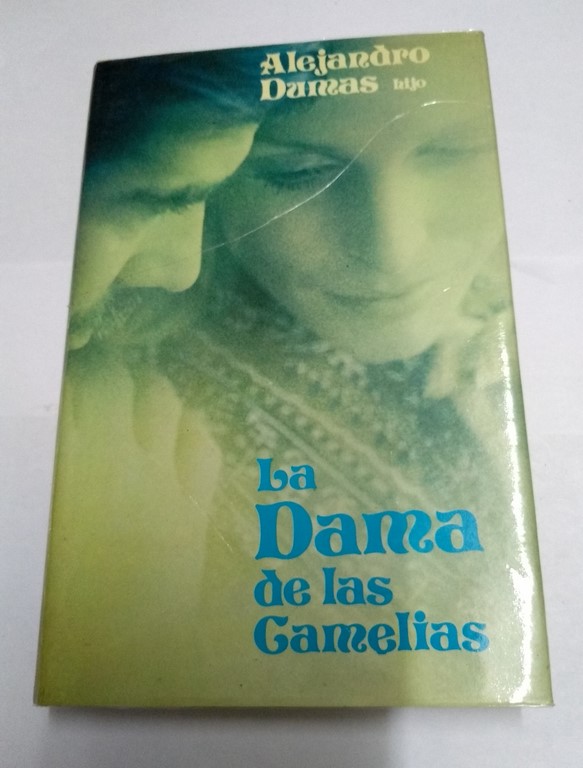 Alejandro
Dumas hijo
La
Dama
de las
Camelias